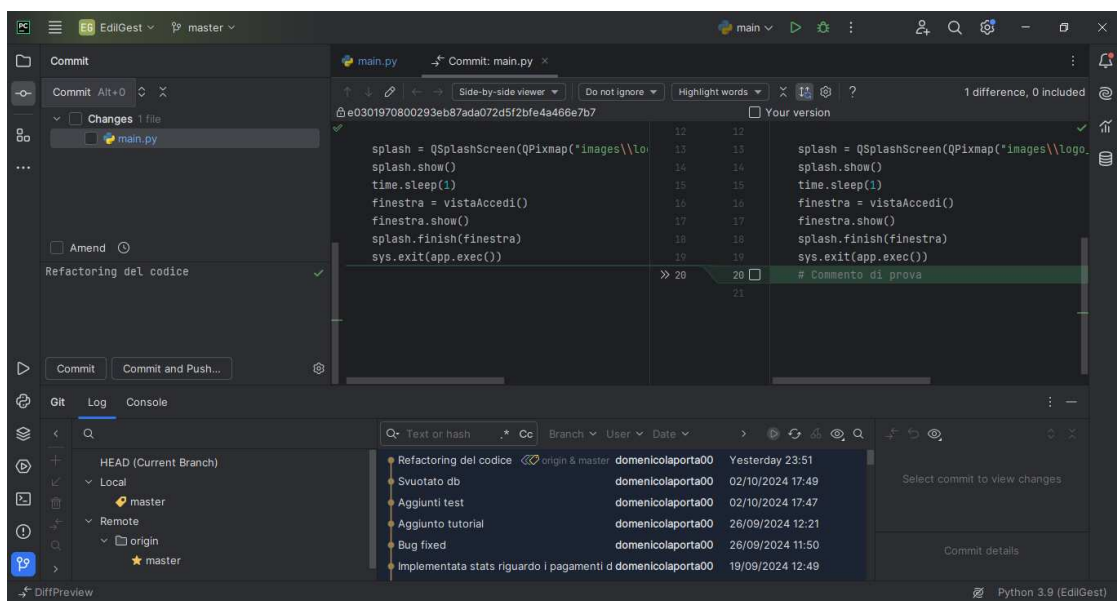 PC EG EdilGest master main
Commit main.py Commit: main.py
Commit Alt+0 Side-by-side viewer Do not ignore Highlight words ? 1 difference, 0 included
Changes 1 file
main.py
e0301970800293eb87ada072d5f2bfe4a466e7b7 Your version
12 12
splash = QSplashScreen(QPixmap("images\\lo 13 13 splash = QSplashScreen(QPixmap("images\\logo_
splash.show() 14 14 splash.show()
time.sleep(1) 15 15 time.sleep(1)
finestra = vistaAccedi() 16 16 finestra = vistaAccedi()
finestra.show() 17 17 finestra.show()
splash.finish(finestra) 18 18 splash.finish(finestra)
sys.exit(app.exec()) 19 19 sys.exit(app.exec())
>> 20 20 # Commento di prova
21
Amend
Refactoring del codice
Commit Commit and Push...
Git Log Console
Text or hash .* Cc Branch User Date
HEAD (Current Branch)
Local
master
Remote
origin
master
Refactoring del codice origin & master domenicolaporta00 Yesterday 23:51
Svuotato db domenicolaporta00 02/10/2024 17:49
Aggiunti test domenicolaporta00 02/10/2024 17:47
Aggiunto tutorial domenicolaporta00 26/09/2024 12:21
Bug fixed domenicolaporta00 26/09/2024 11:50
Implementata stats riguardo i pagamenti d domenicolaporta00 19/09/2024 12:49
Select commit to view changes
Commit details
DiffPreview Python 3.9 (EdilGest)